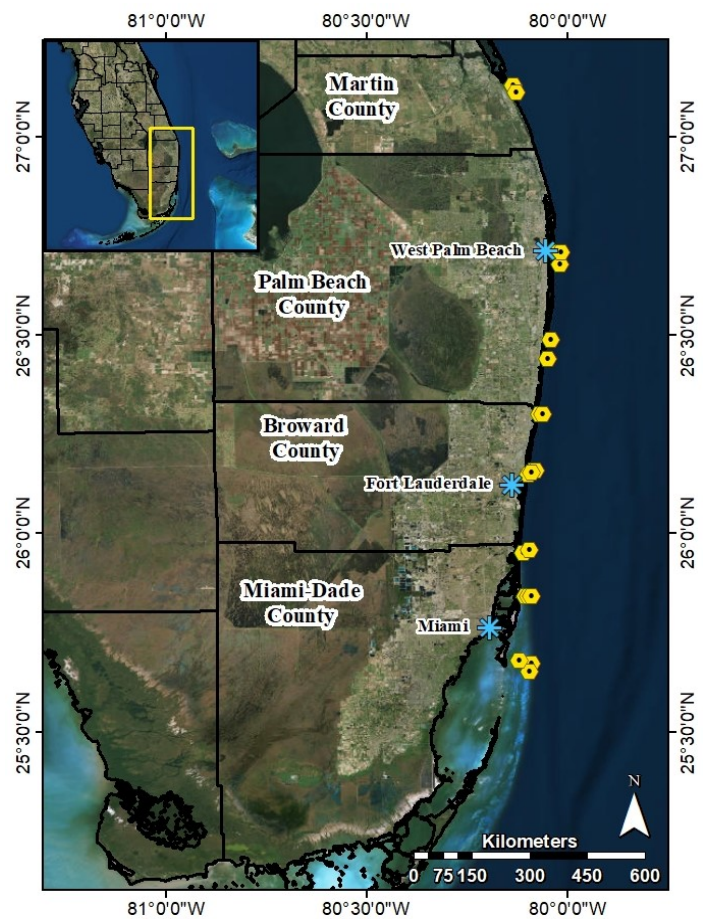 81°0'0"W 80°30'0"W 80°0'0"W
Martin
County
27°0'0"N 27°0'0"N
West Palm Beach
Palm Beach
County
26°30'0"N 26°30'0"N
Broward
County
Fort Lauderdale
26°0'0"N 26°0'0"N
Miami-Dade
County
Miami
25°30'0"N 25°30'0"N
N
Kilometers
0 75 150 300 450 600
81°0'0"W 80°30'0"W 80°0'0"W